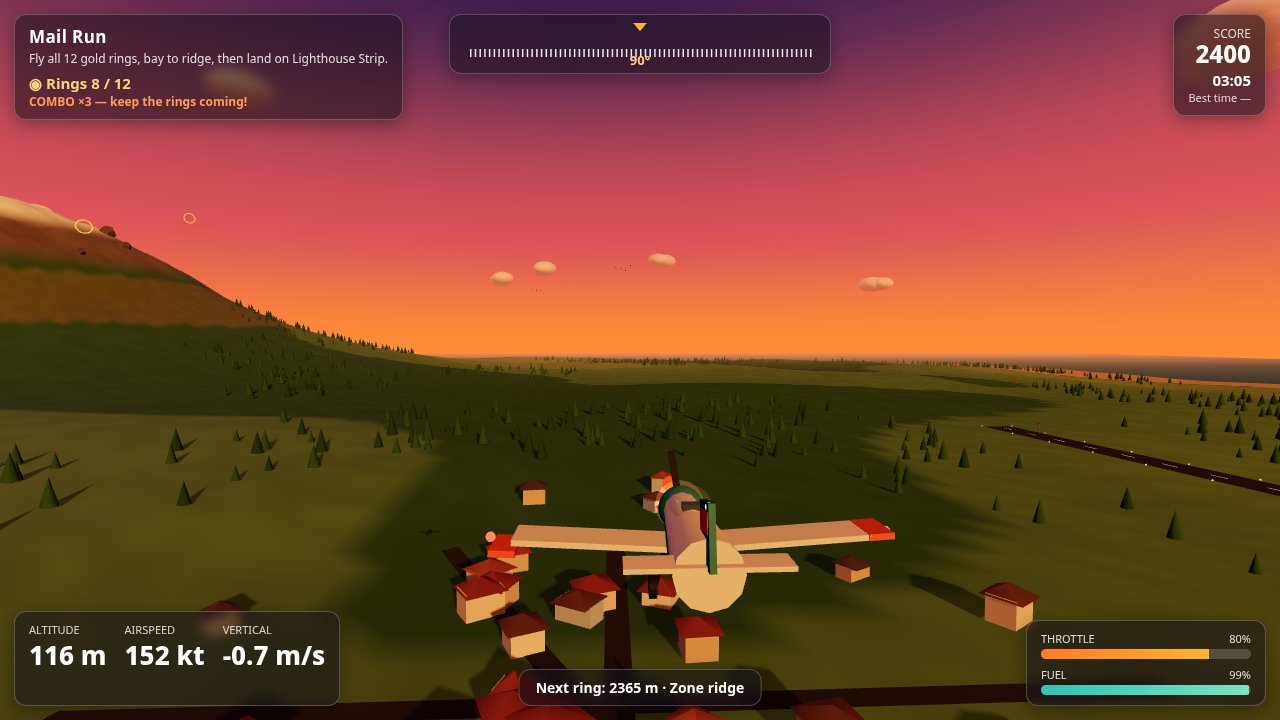 Mail Run
Fly all 12 gold rings, bay to ridge, then land on Lighthouse Strip.
◉ Rings 8 / 12
COMBO ×3 — keep the rings coming!
90°
SCORE
2400
03:05
Best time —
ALTITUDE AIRSPEED VERTICAL
116 m 152 kt -0.7 m/s
Next ring: 2365 m · Zone ridge
THROTTLE 80%
FUEL 99%